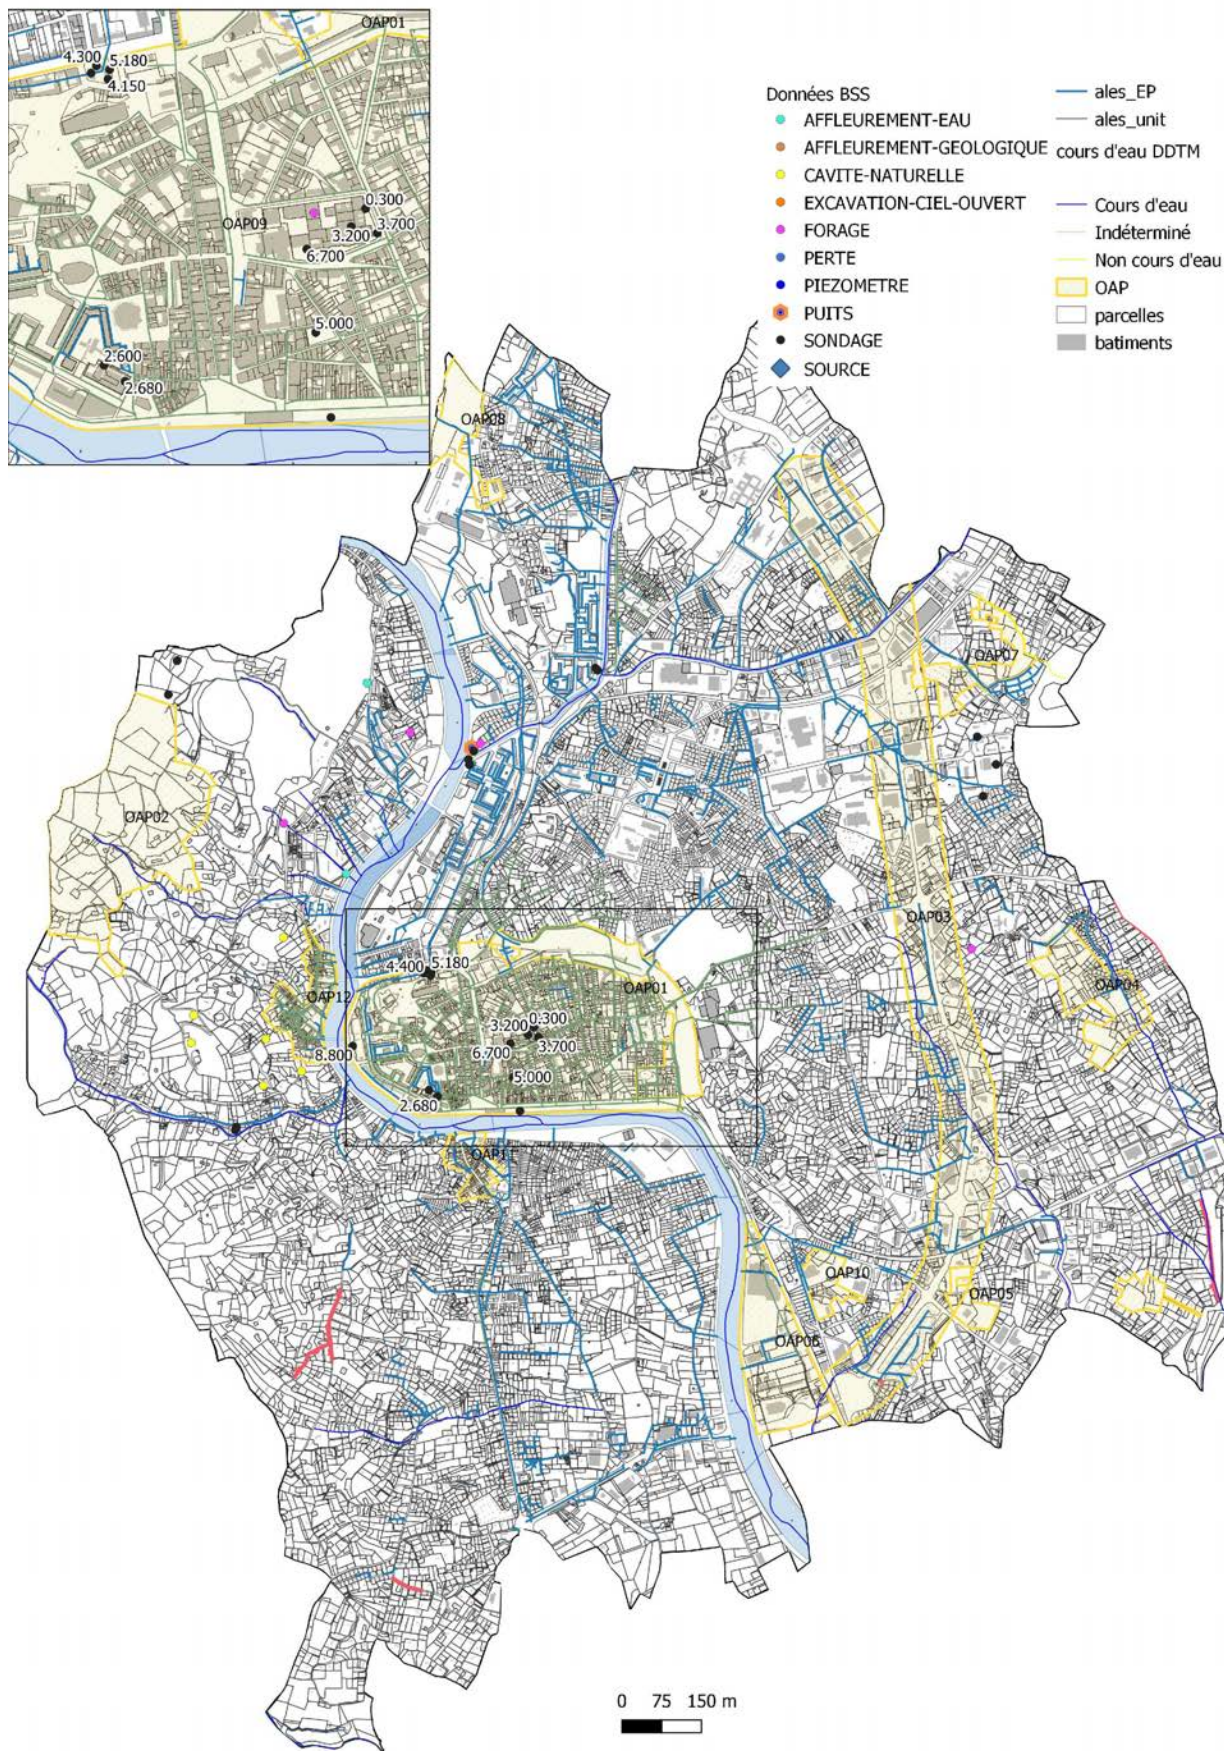 OAP01
4.300
5.180
4.150
OAP09
0.300
3.200
3.700
6.700
5.000
2.600
2.680
Données BSS
AFFLEUREMENT-EAU
AFFLEUREMENT-GEOLOGIQUE
CAVITE-NATURELLE
EXCAVATION-CIEL-OUVERT
FORAGE
PERTE
PIEZOMETRE
PUITS
SONDAGE
SOURCE
ales_EP
ales_unit
cours d'eau DDTM
Cours d'eau
Indéterminé
Non cours d'eau
OAP
parcelles
batiments
OAP08
OAP07
OAP02
OAP03
4.400
5.180
OAP12
OAP01
OAP04
3.200
0.300
8.800
6.700
3.700
5.000
2.680
OAP11
OAP10
OAP05
OAP06
0 75 150 m